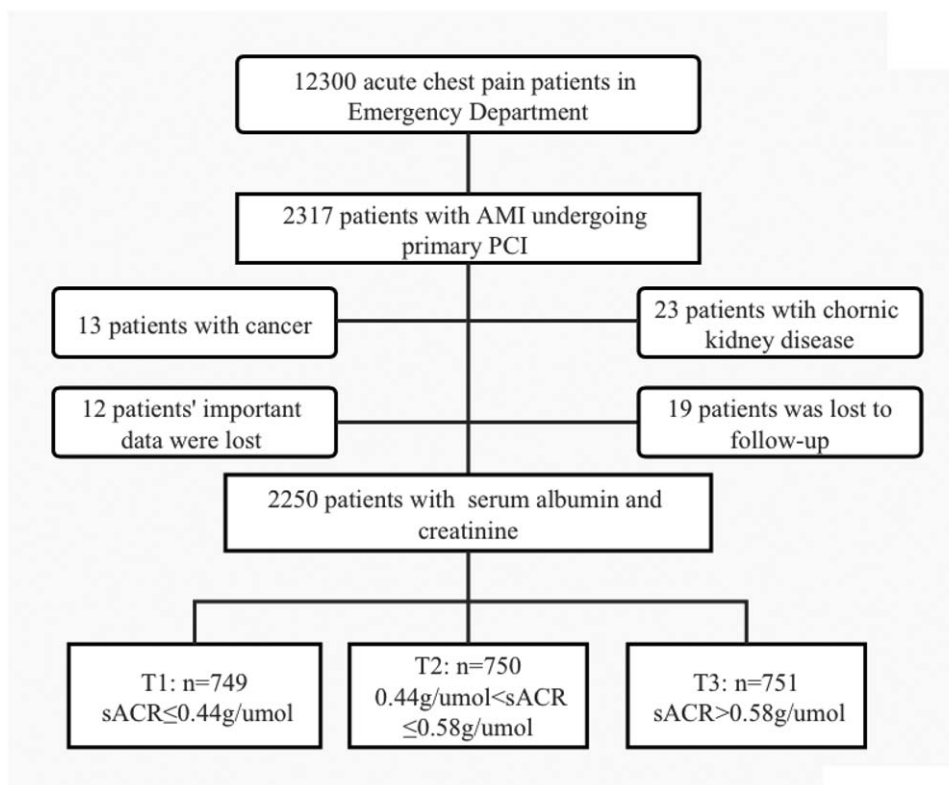 12300 acute chest pain patients in
Emergency Department
2317 patients with AMI undergoing
primary PCI
13 patients with cancer
23 patients wtih chornic
kidney disease
12 patients' important
data were lost
19 patients was lost to
follow-up
2250 patients with serum albumin and
creatinine
T1: n=749
sACR≤0.44g/umol
T2: n=750
0.44g/umol<sACR
≤0.58g/umol
T3: n=751
sACR>0.58g/umol